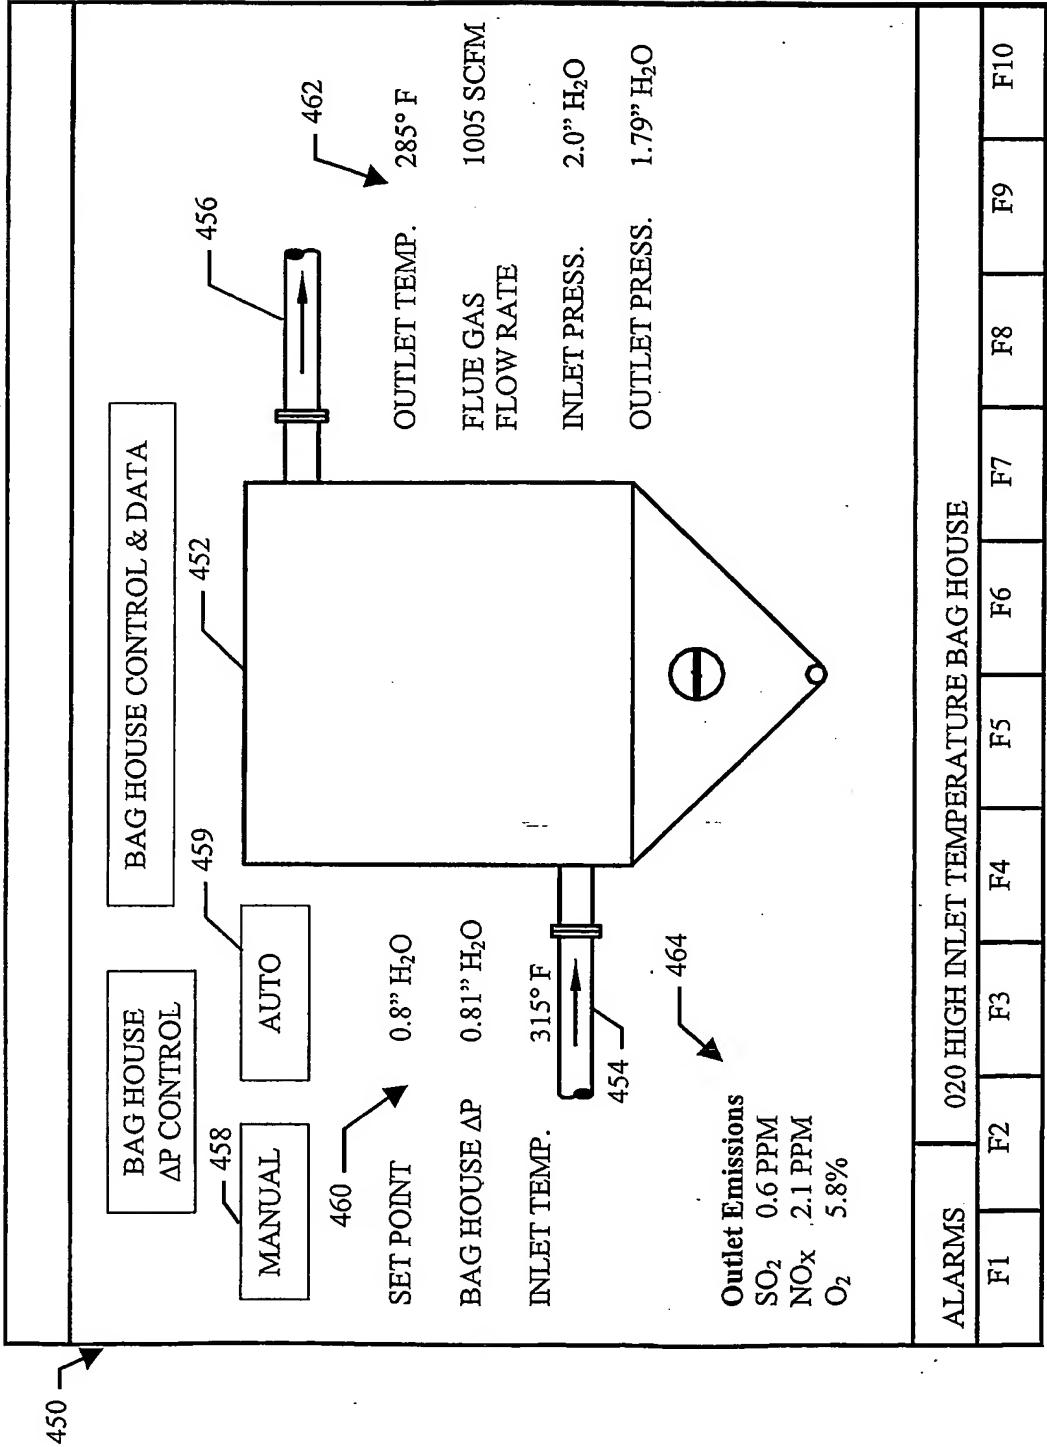 450
BAG HOUSE
ΔP CONTROL
BAG HOUSE CONTROL & DATA
458
MANUAL
459
AUTO
452
456
460
462
SET POINT 0.8” H₂O
BAG HOUSE ΔP 0.81” H₂O
INLET TEMP. 315° F
454
OUTLET TEMP. 285° F
FLUE GAS
FLOW RATE 1005 SCFM
INLET PRESS. 2.0” H₂O
OUTLET PRESS. 1.79” H₂O
464
Outlet Emissions
SO₂ 0.6 PPM
NOX 2.1 PPM
O₂ 5.8%
ALARMS 020 HIGH INLET TEMPERATURE BAG HOUSE
F1 F2 F3 F4 F5 F6 F7 F8 F9 F10